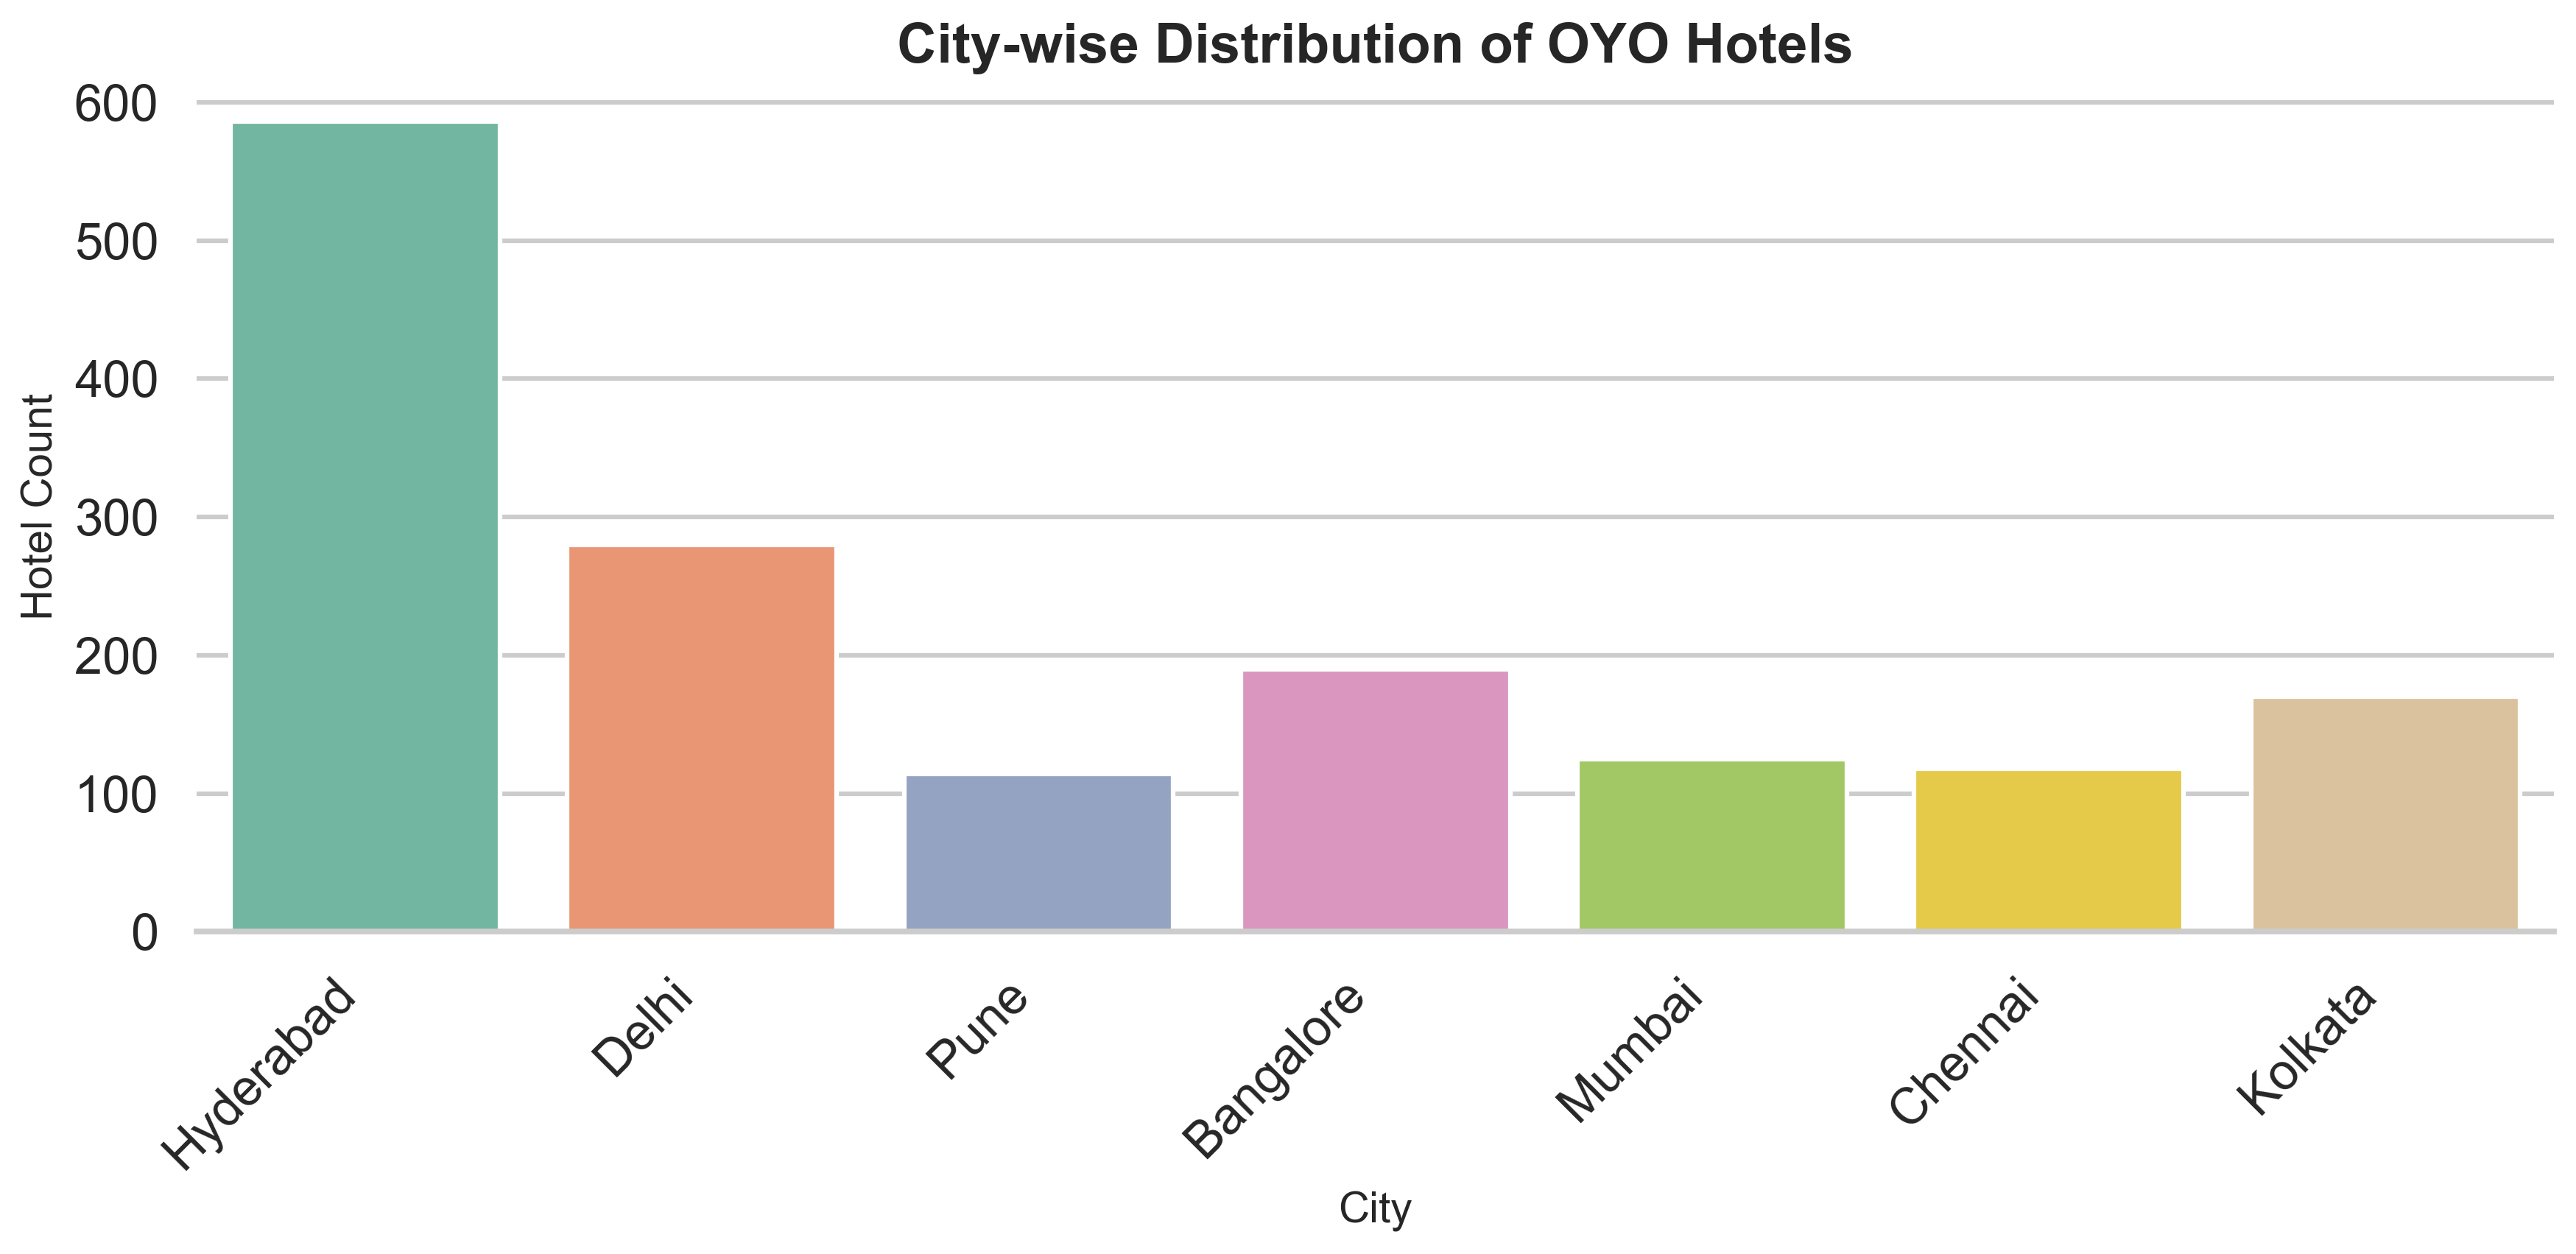 City-wise Distribution of OYO Hotels
600
500
400
300
200
100
0
Hotel Count
Hyderabad
Delhi
Pune
Bangalore
Mumbai
Chennai
Kolkata
City